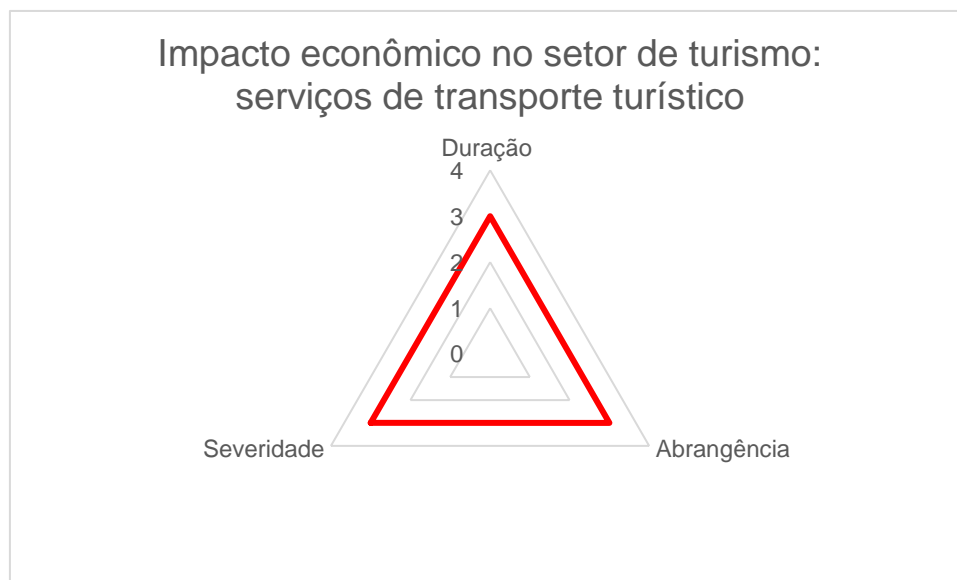 Impacto econômico no setor de turismo:
serviços de transporte turístico
Duração
4
3
2
1
0
Severidade
Abrangência